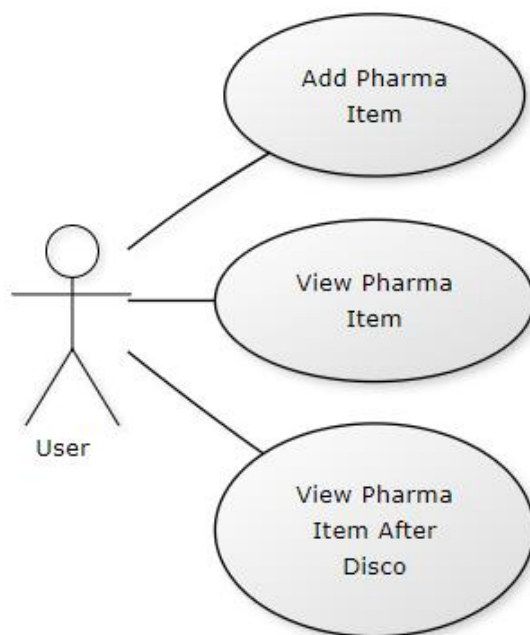 Add Pharma
Item
View Pharma
Item
User
View Pharma
Item After
Disco